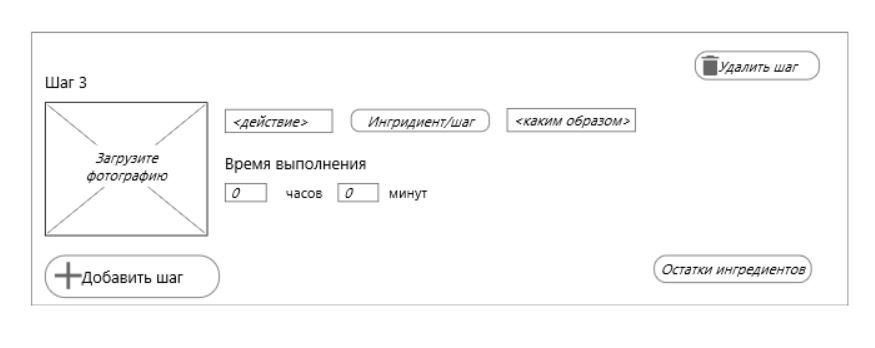 Удалить шаг
Шаг 3
<действие> Ингридиент/шаг <каким образом>
Загрузите
фотографию
Время выполнения
0 часов 0 минут
Добавить шаг
Остатки ингредиентов